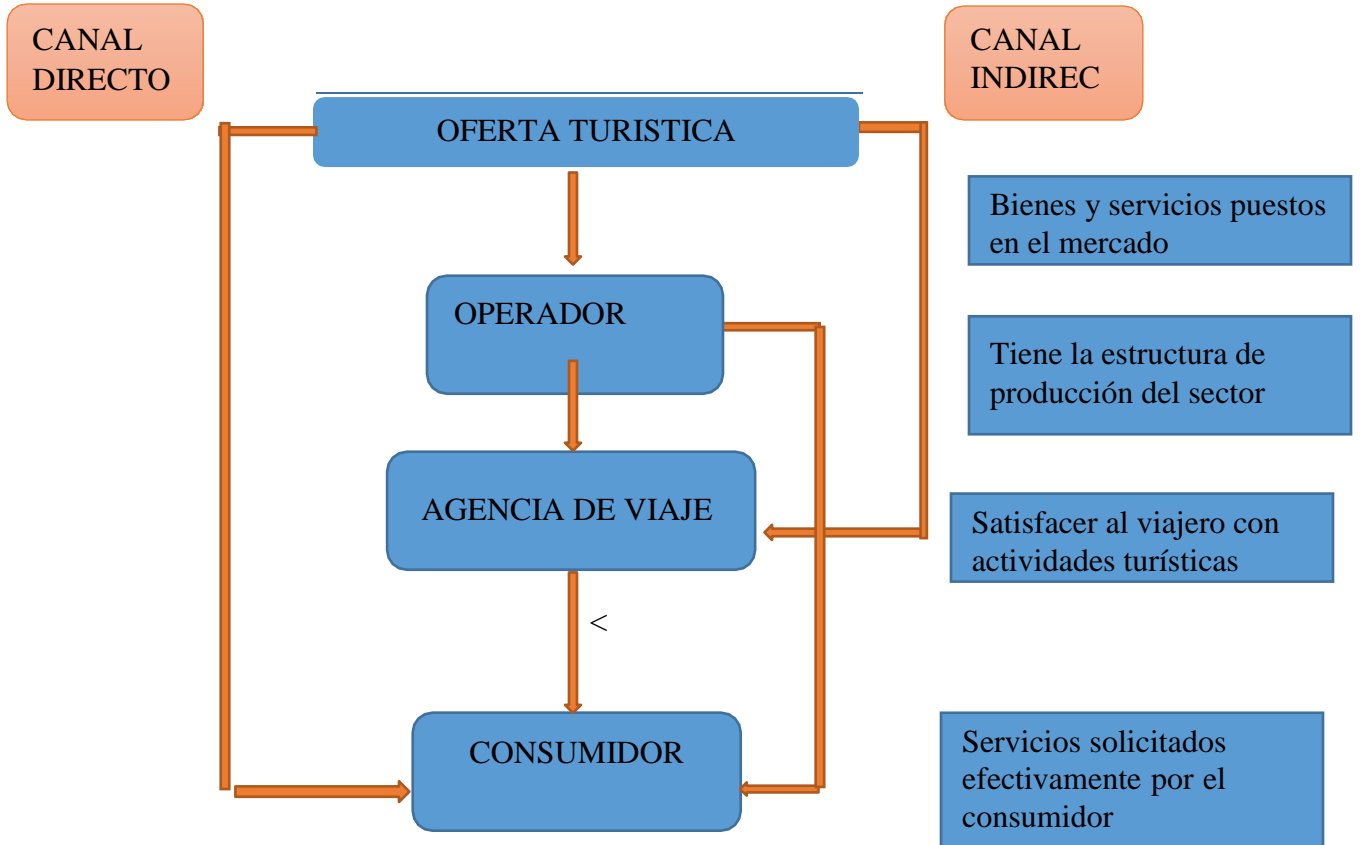 CANAL
DIRECTO
CANAL
INDIREC
OFERTA TURISTICA
Bienes y servicios puestos
en el mercado
OPERADOR
Tiene la estructura de
producción del sector
AGENCIA DE VIAJE
Satisfacer al viajero con
actividades turísticas
<
CONSUMIDOR
Servicios solicitados
efectivamente por el
consumidor